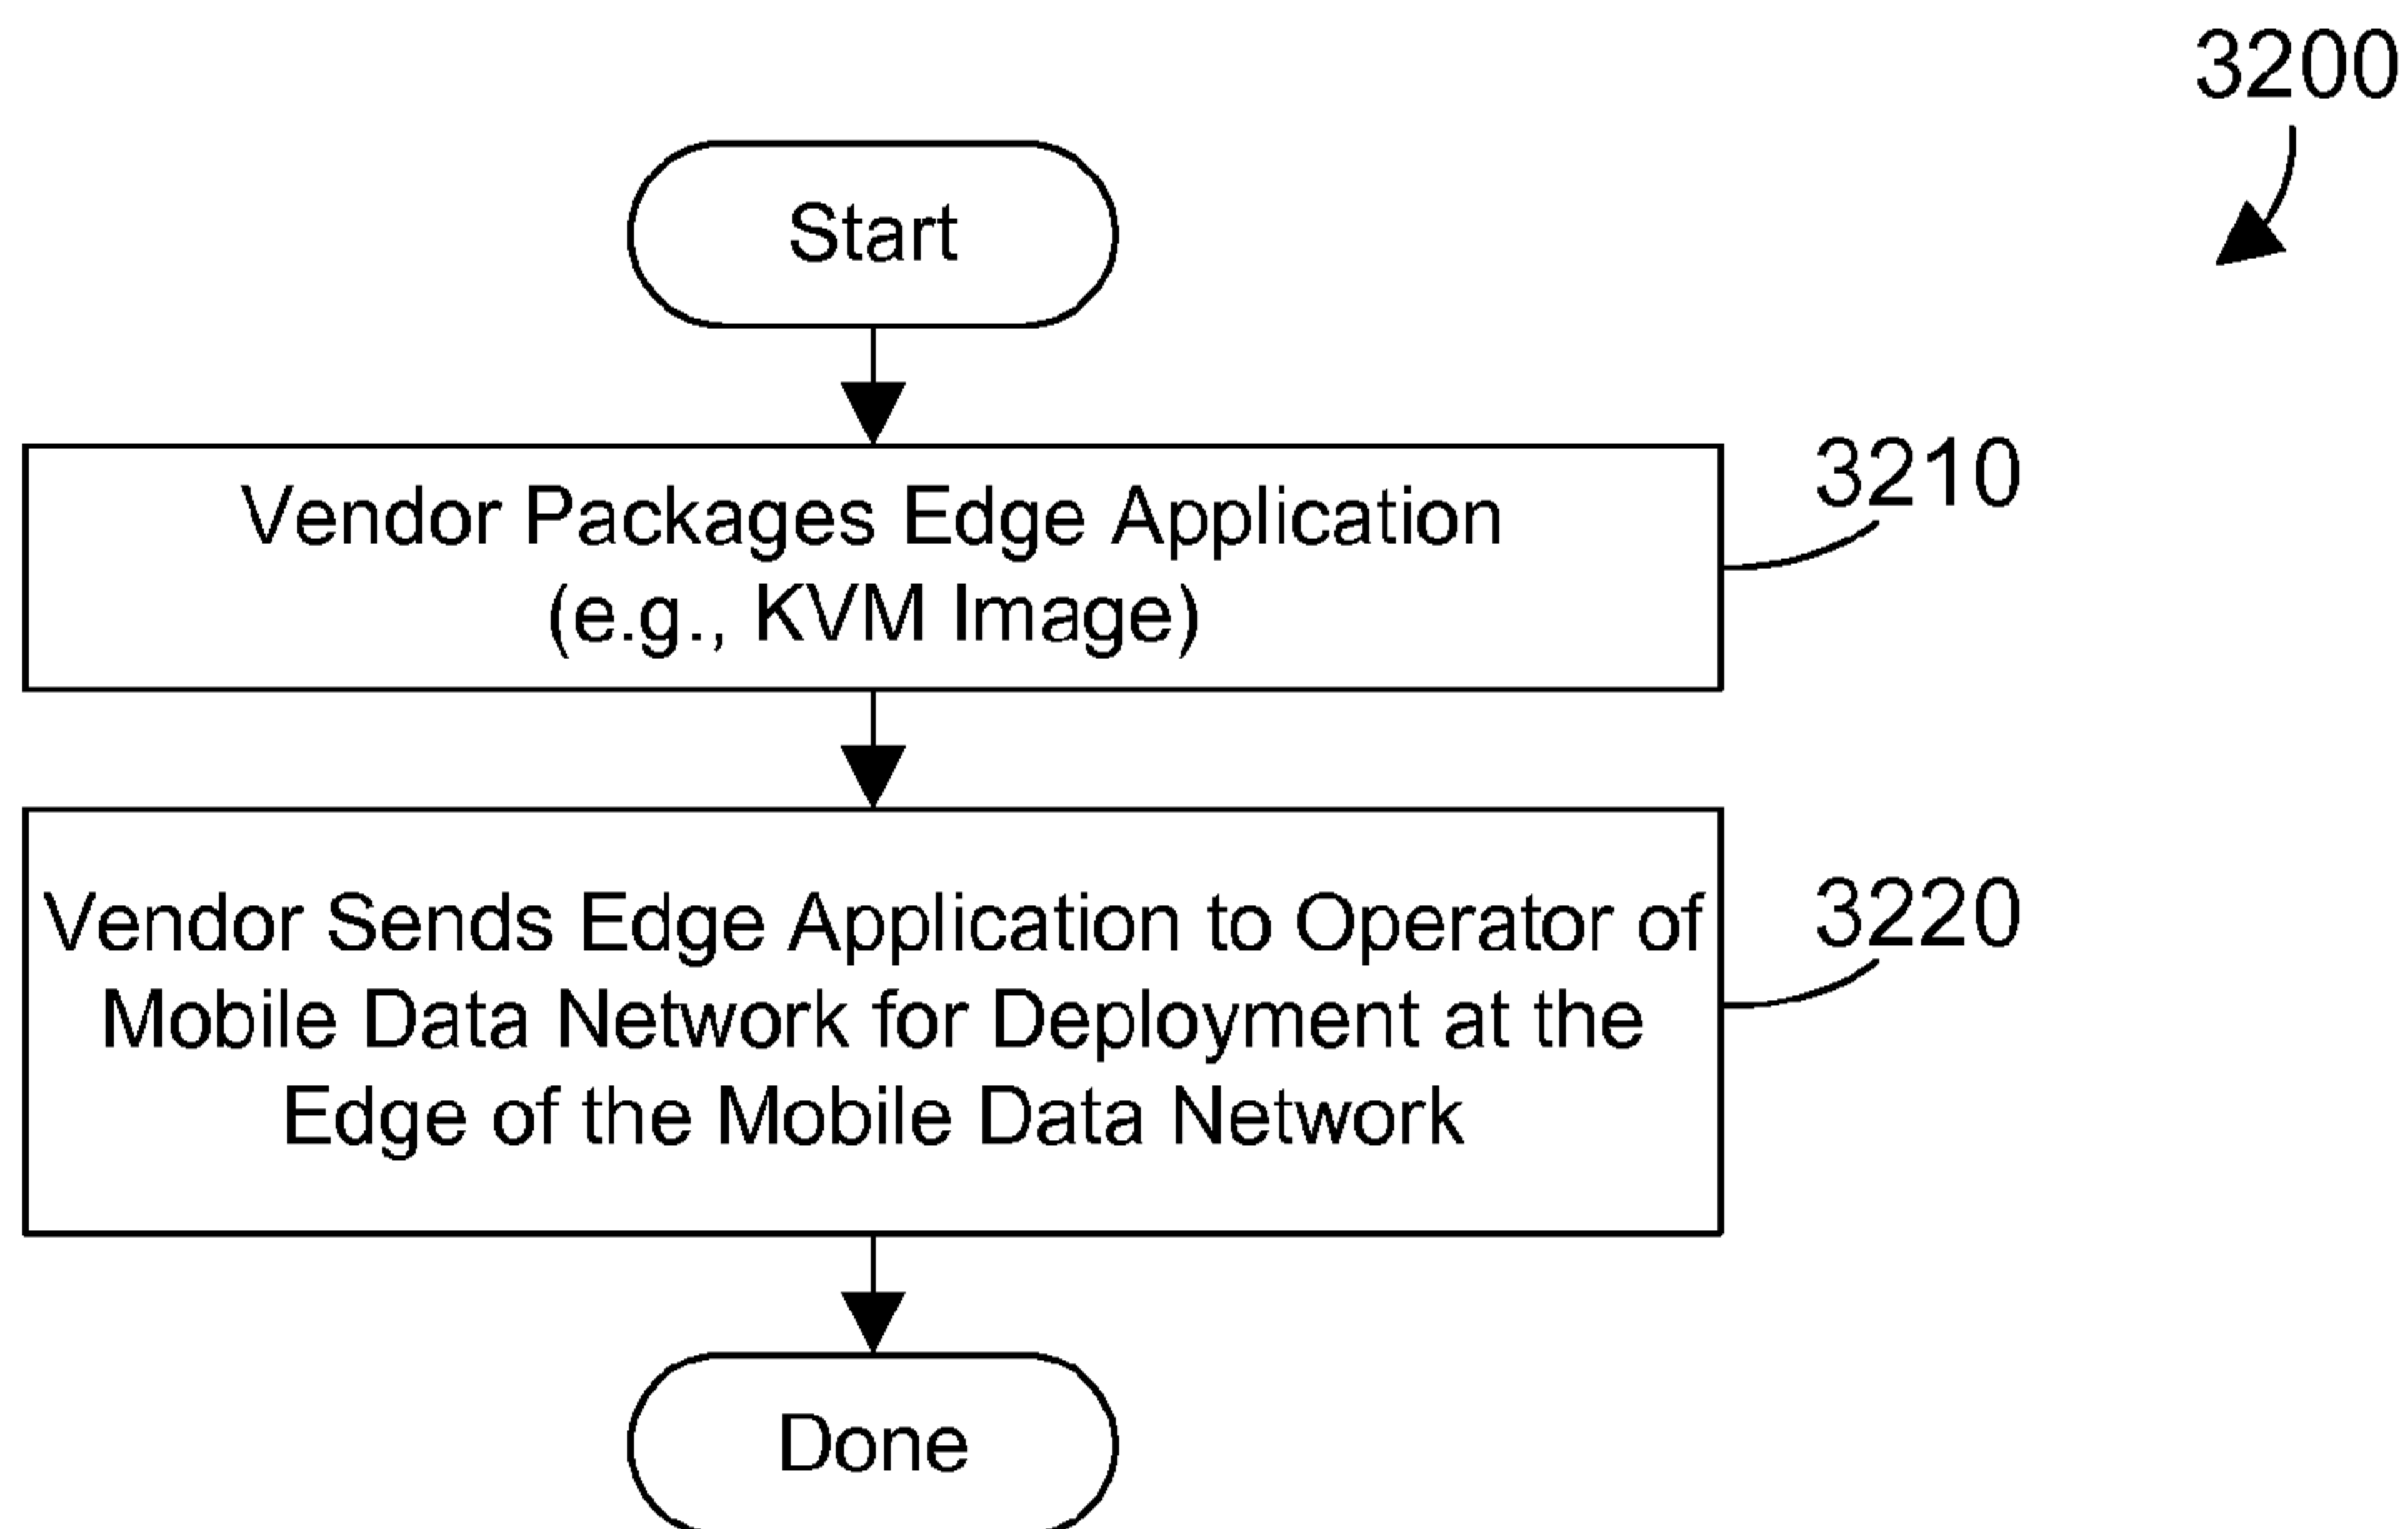 3200
Start
Vendor Packages Edge Application
(e.g., KVM Image)
3210
Vendor Sends Edge Application to Operator of
Mobile Data Network for Deployment at the
Edge of the Mobile Data Network
3220
Done